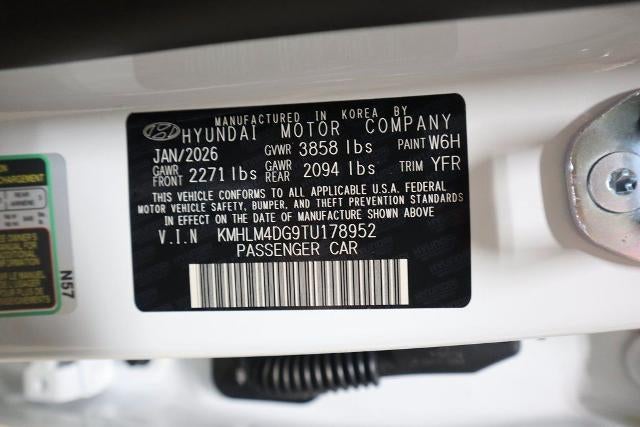 MANUFACTURED IN KOREA BY
HYUNDAI MOTOR COMPANY
JAN/2026 GVWR 3858 lbs PAINT W6H
GAWR FRONT 2271 lbs GAWR REAR 2094 lbs TRIM YFR
THIS VEHICLE CONFORMS TO ALL APPLICABLE U.S.A. FEDERAL
MOTOR VEHICLE SAFETY, BUMPER, AND THEFT PREVENTION STANDARDS
IN EFFECT ON THE DATE OF MANUFACTURE SHOWN ABOVE
V.I.N KMHLM4DG9TU178952
PASSENGER CAR
N57